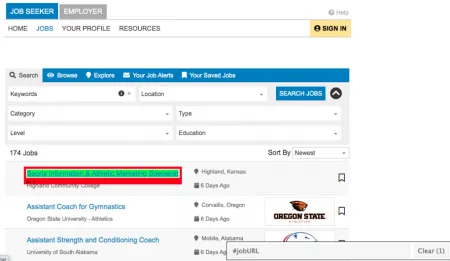 JOB SEEKER EMPLOYER
Help
HOME JOBS YOUR PROFILE RESOURCES
SIGN IN
Search Browse Explore Your Job Alerts Your Saved Jobs
Keywords Location SEARCH JOBS
Category Type
Level Education
174 Jobs Sort By Newest
Sports Information & Athletic Marketing Specialist Highland, Kansas
Highland Community College 6 Days Ago
Assistant Coach for Gymnastics Corvallis, Oregon
Oregon State University - Athletics 6 Days Ago
OREGON STATE
Assistant Strength and Conditioning Coach Mobile, Alabama
University of South Alabama 6 Days Ago
#jobURL Clear (1)